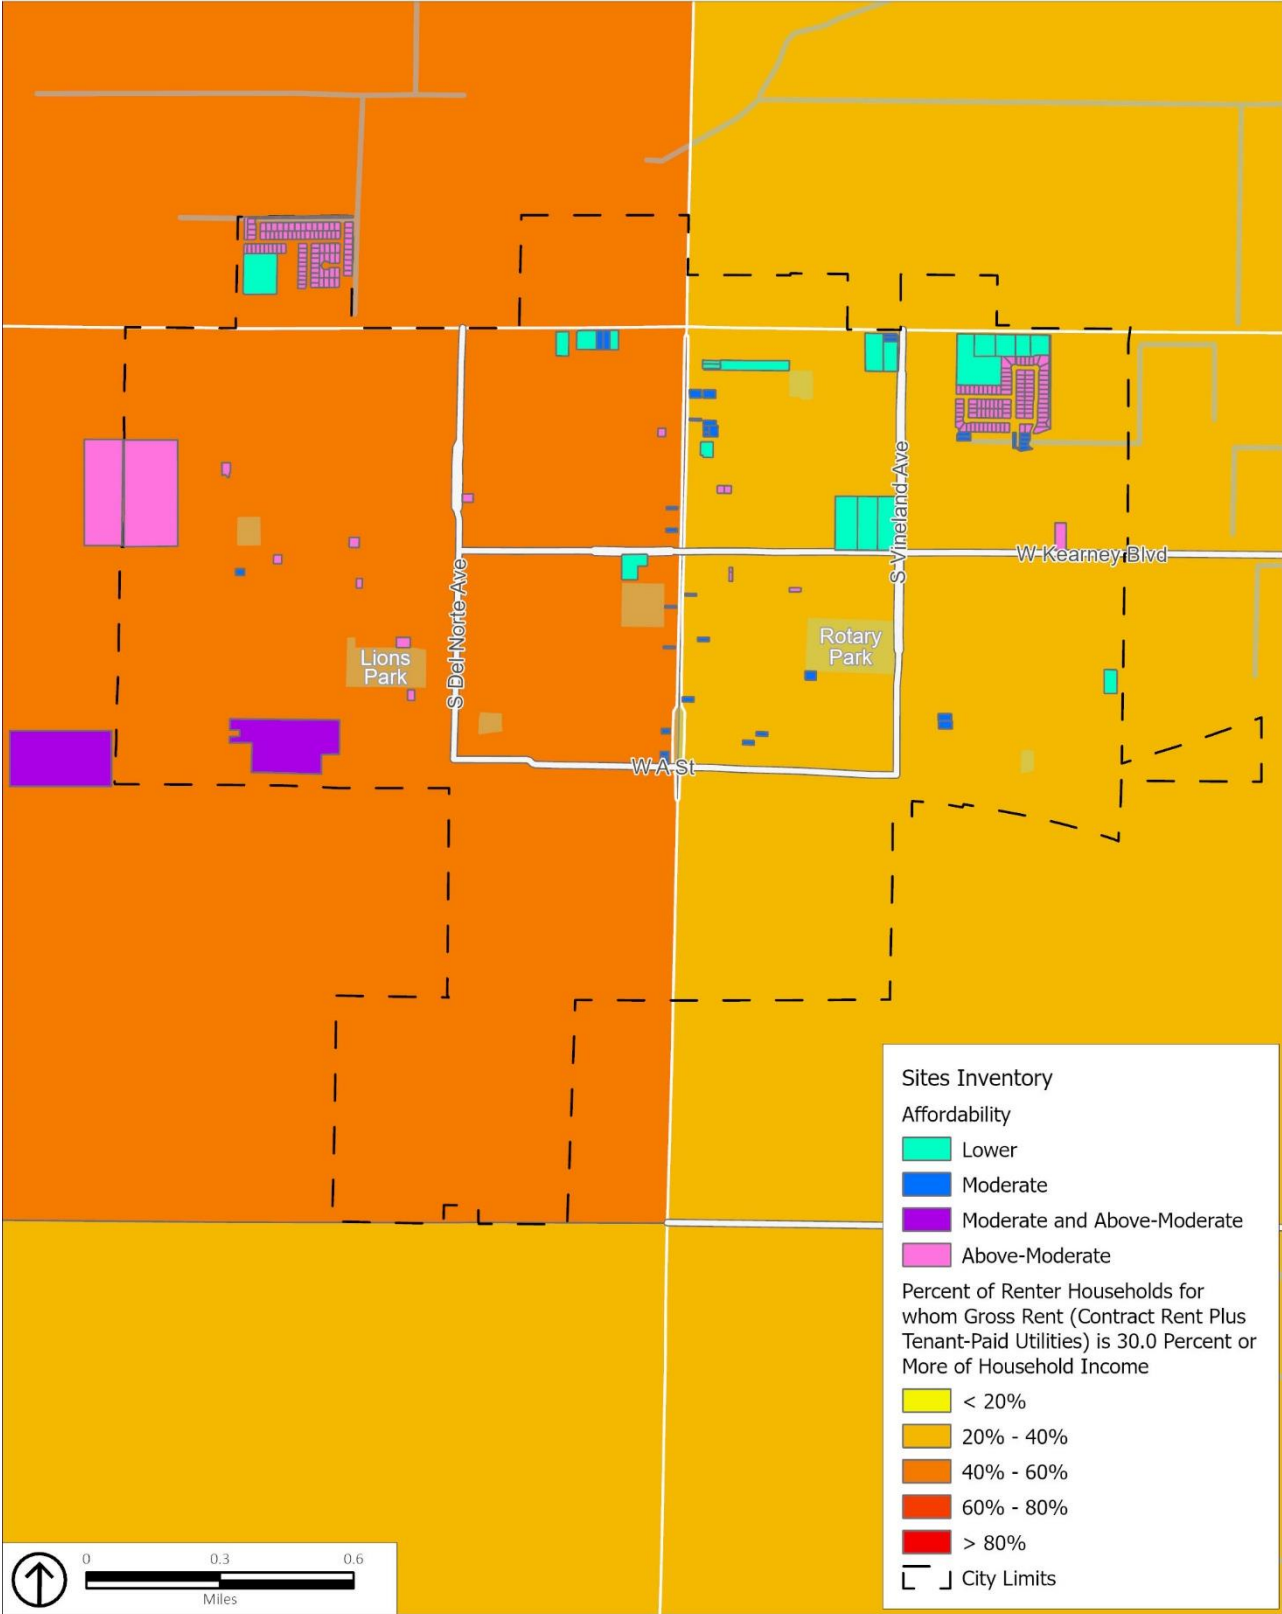 S Vineland Ave
W Kearney Blvd
S Del Norte Ave
Lions
Park
Rotary
Park
W A St
Sites Inventory
Affordability
Lower
Moderate
Moderate and Above-Moderate
Above-Moderate
Percent of Renter Households for
whom Gross Rent (Contract Rent Plus
Tenant-Paid Utilities) is 30.0 Percent or
More of Household Income
< 20%
20% - 40%
40% - 60%
60% - 80%
> 80%
City Limits
0 0.3 0.6
Miles